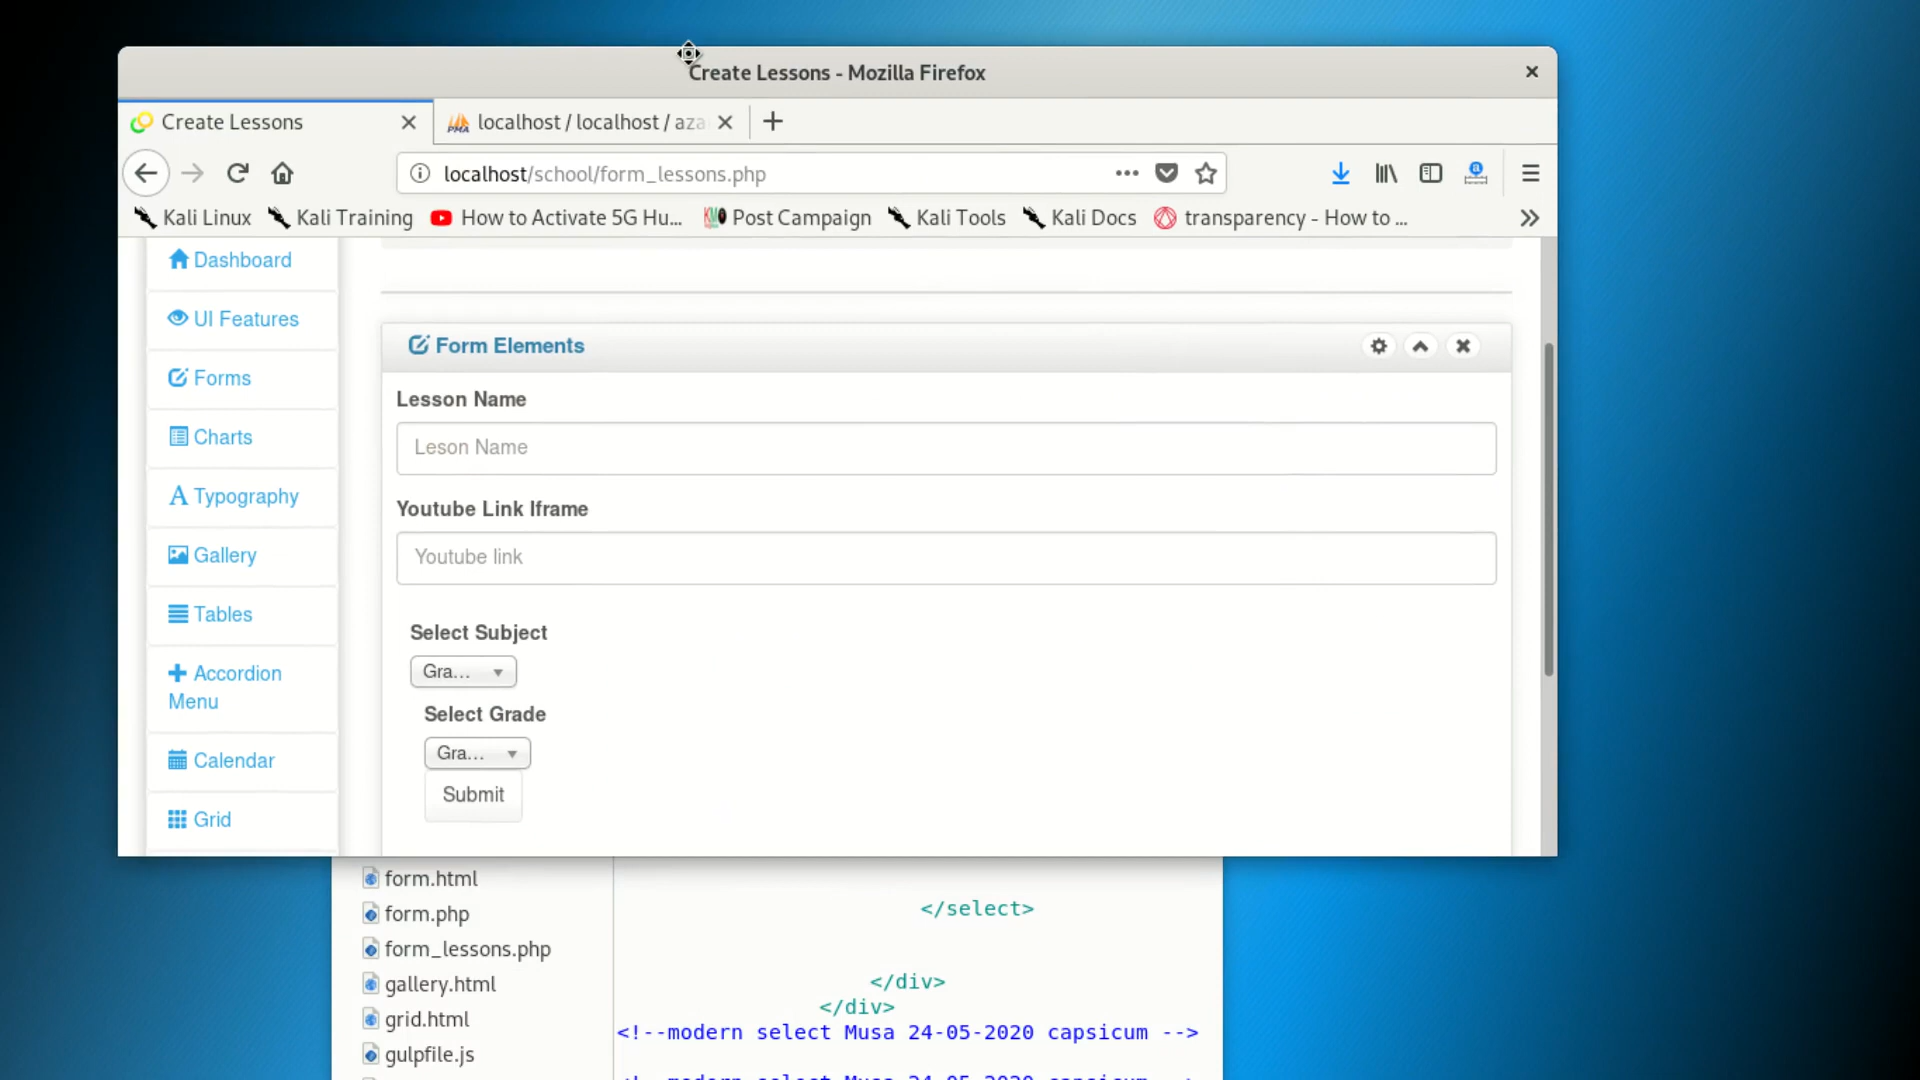 Create Lessons - Mozilla Firefox
Create Lessons
localhost / localhost / aza
localhost/school/form_lessons.php
Kali Linux
Kali Training
How to Activate 5G Hu...
Post Campaign
Kali Tools
Kali Docs
transparency - How to ...
Dashboard
UI Features
Forms
Charts
Typography
Gallery
Tables
Accordion
Menu
Calendar
Grid
Form Elements
Lesson Name
Leson Name
Youtube Link Iframe
Youtube link
Select Subject
Gra...
Select Grade
Gra...
Submit
form.html
form.php
form_lessons.php
gallery.html
grid.html
gulpfile.js
</select>
</div>
</div>
<!--modern select Musa 24-05-2020 capsicum -->